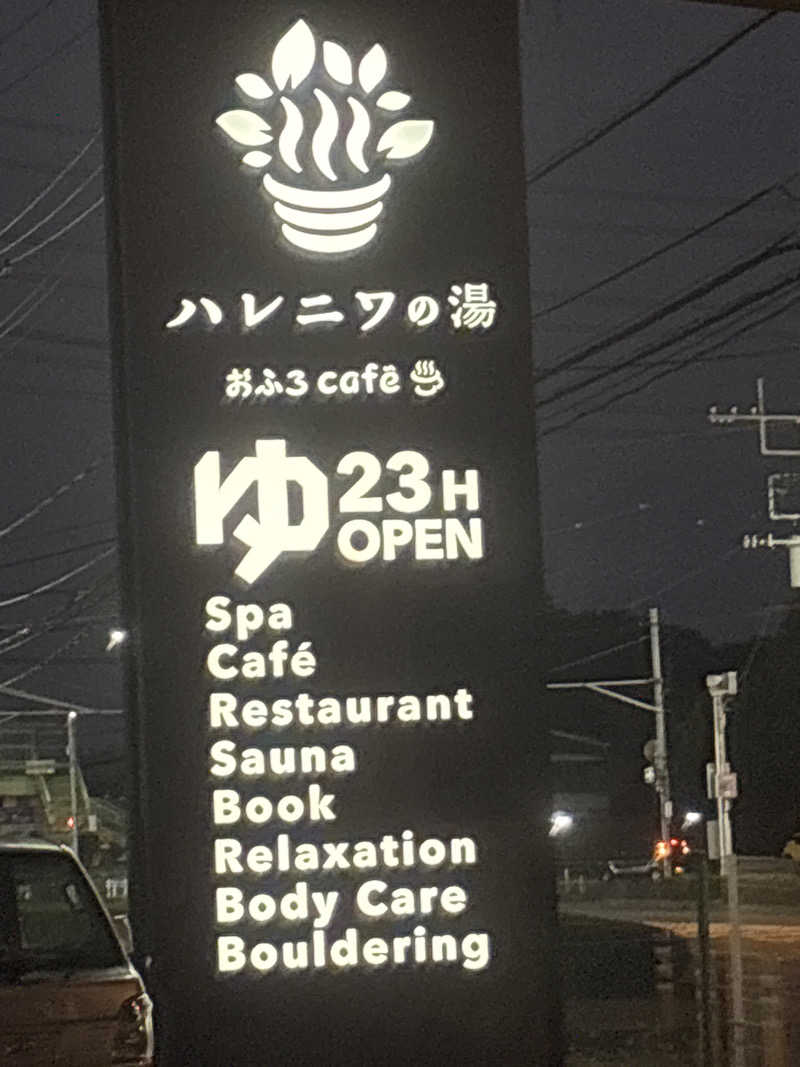 ハレニワの湯
おふろcafé
ゆ 23H
OPEN
Spa
Café
Restaurant
Sauna
Book
Relaxation
Body Care
Bouldering